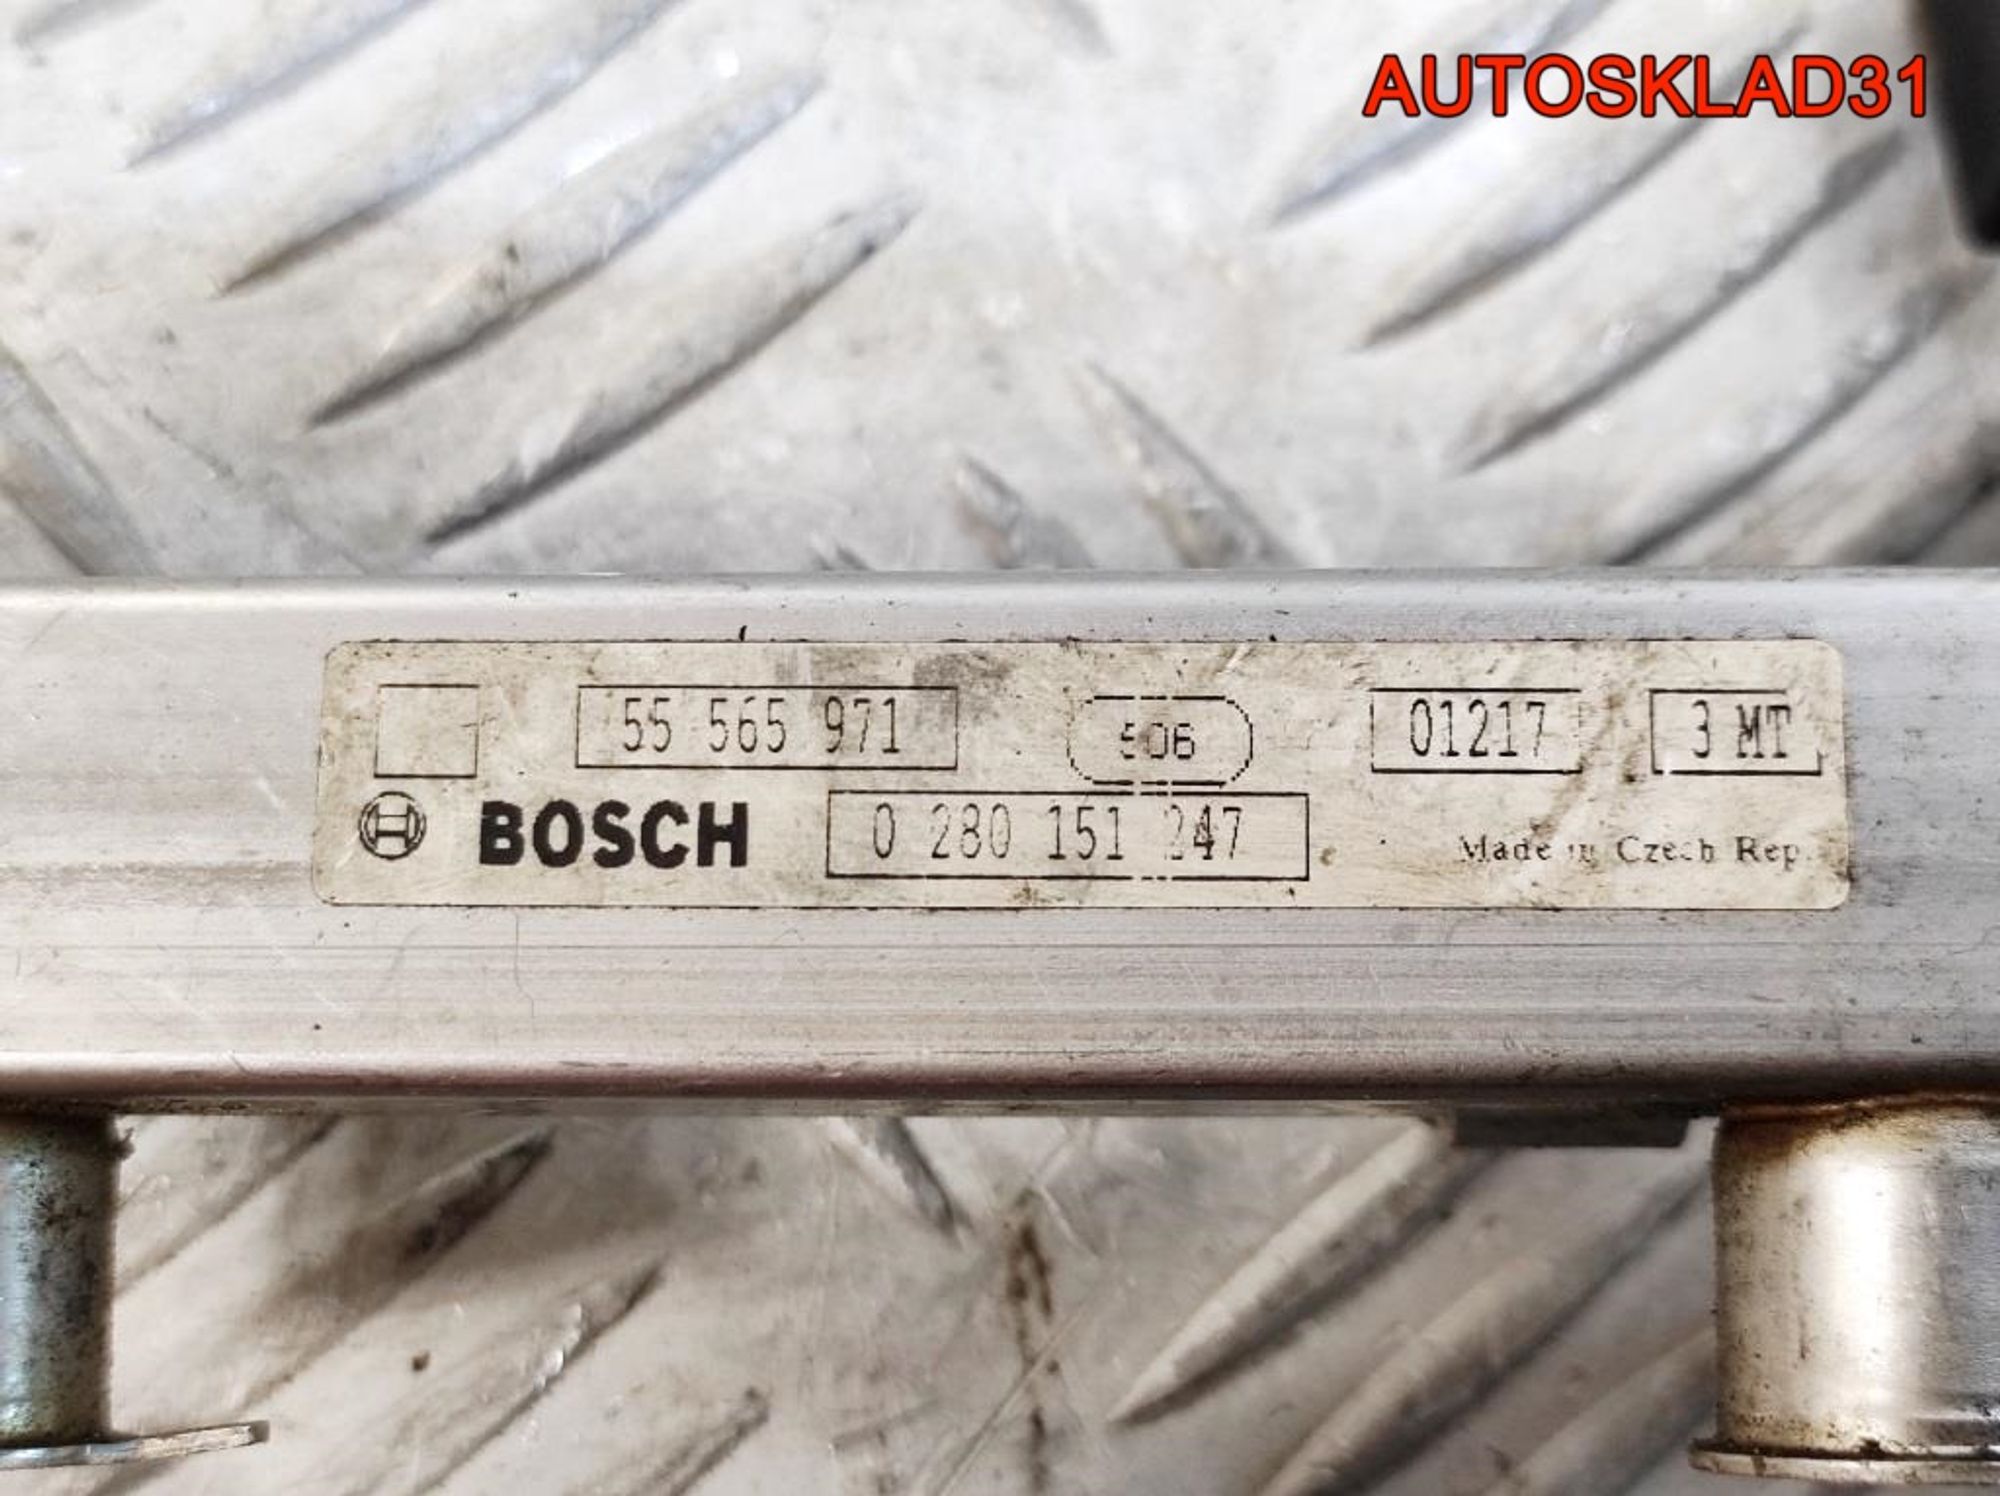 AUTOSKLAD31
55 565 971 506 01217 3 MT
BOSCH 0 280 151 247 Made in Czech Rep.